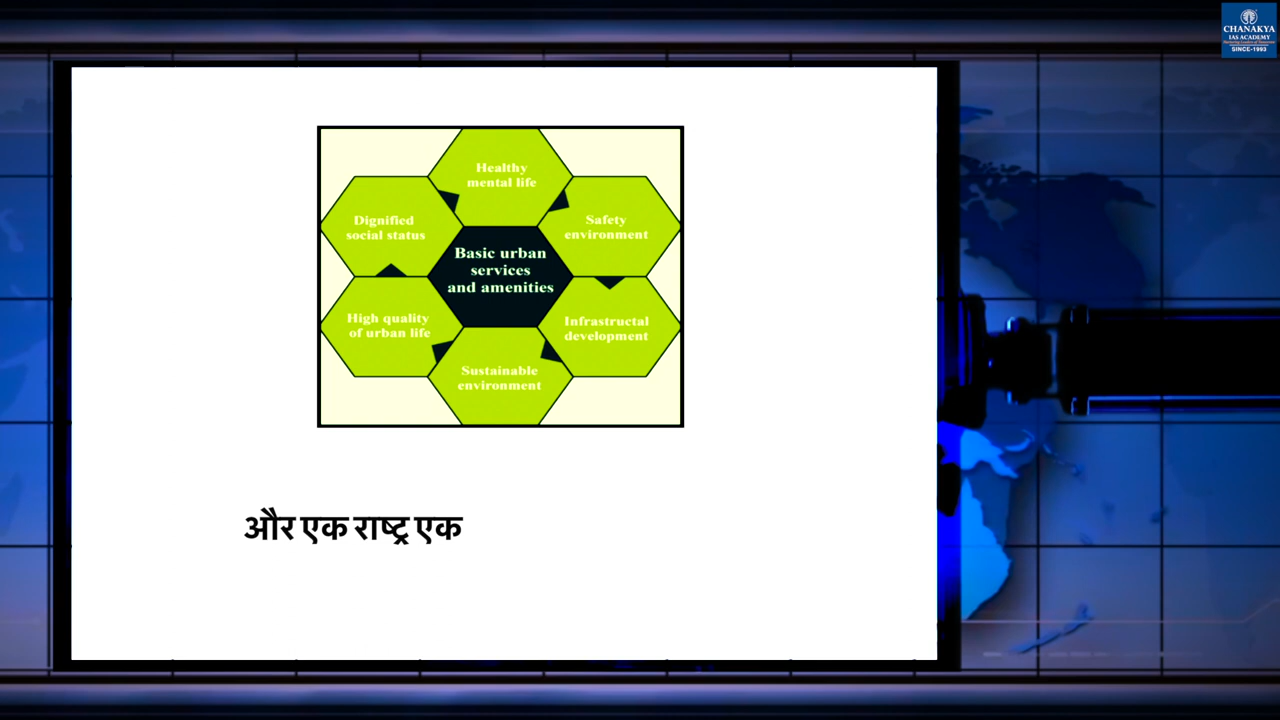 CHANAKYA
IAS ACADEMY
SINCE-1993
Healthy
mental life
Dignified
social status
Safety
environment
Basic urban
services
and amenities
High quality
of urban life
Infrastructal
development
Sustainable
environment
और एक राष्ट्र एक